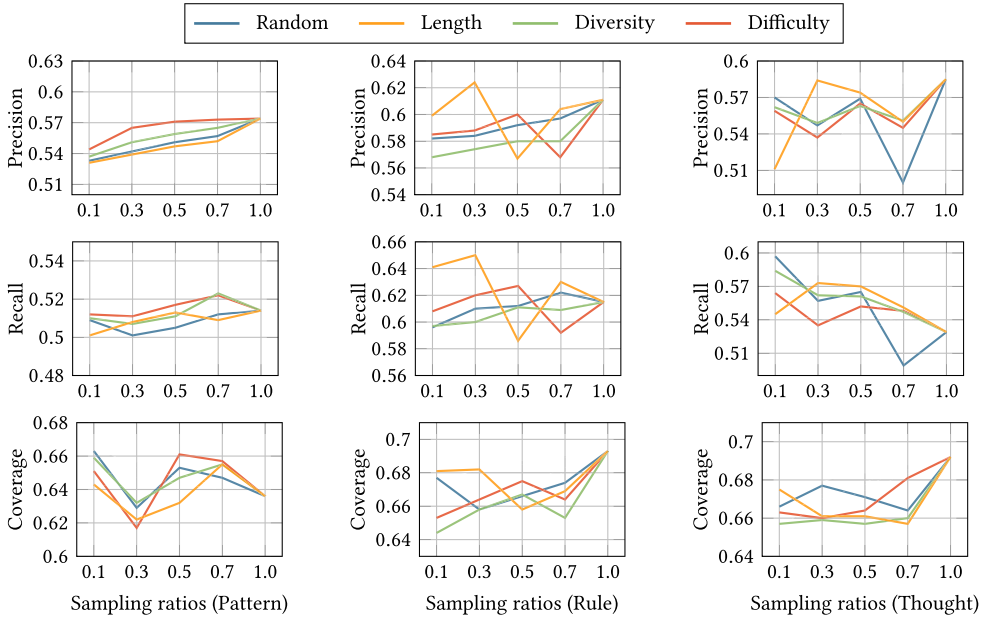 Random Length Diversity Difficulty
Precision
0.63
0.6
0.57
0.54
0.51
0.1 0.3 0.5 0.7 1.0
Precision
0.64
0.62
0.6
0.58
0.56
0.54
0.1 0.3 0.5 0.7 1.0
Precision
0.6
0.57
0.54
0.51
0.1 0.3 0.5 0.7 1.0
Recall
0.54
0.52
0.5
0.48
0.1 0.3 0.5 0.7 1.0
Recall
0.66
0.64
0.62
0.6
0.58
0.56
0.1 0.3 0.5 0.7 1.0
Recall
0.6
0.57
0.54
0.51
0.1 0.3 0.5 0.7 1.0
Coverage
0.68
0.66
0.64
0.62
0.6
0.1 0.3 0.5 0.7 1.0
Sampling ratios (Pattern)
Coverage
0.7
0.68
0.66
0.64
0.1 0.3 0.5 0.7 1.0
Sampling ratios (Rule)
Coverage
0.7
0.68
0.66
0.64
0.1 0.3 0.5 0.7 1.0
Sampling ratios (Thought)